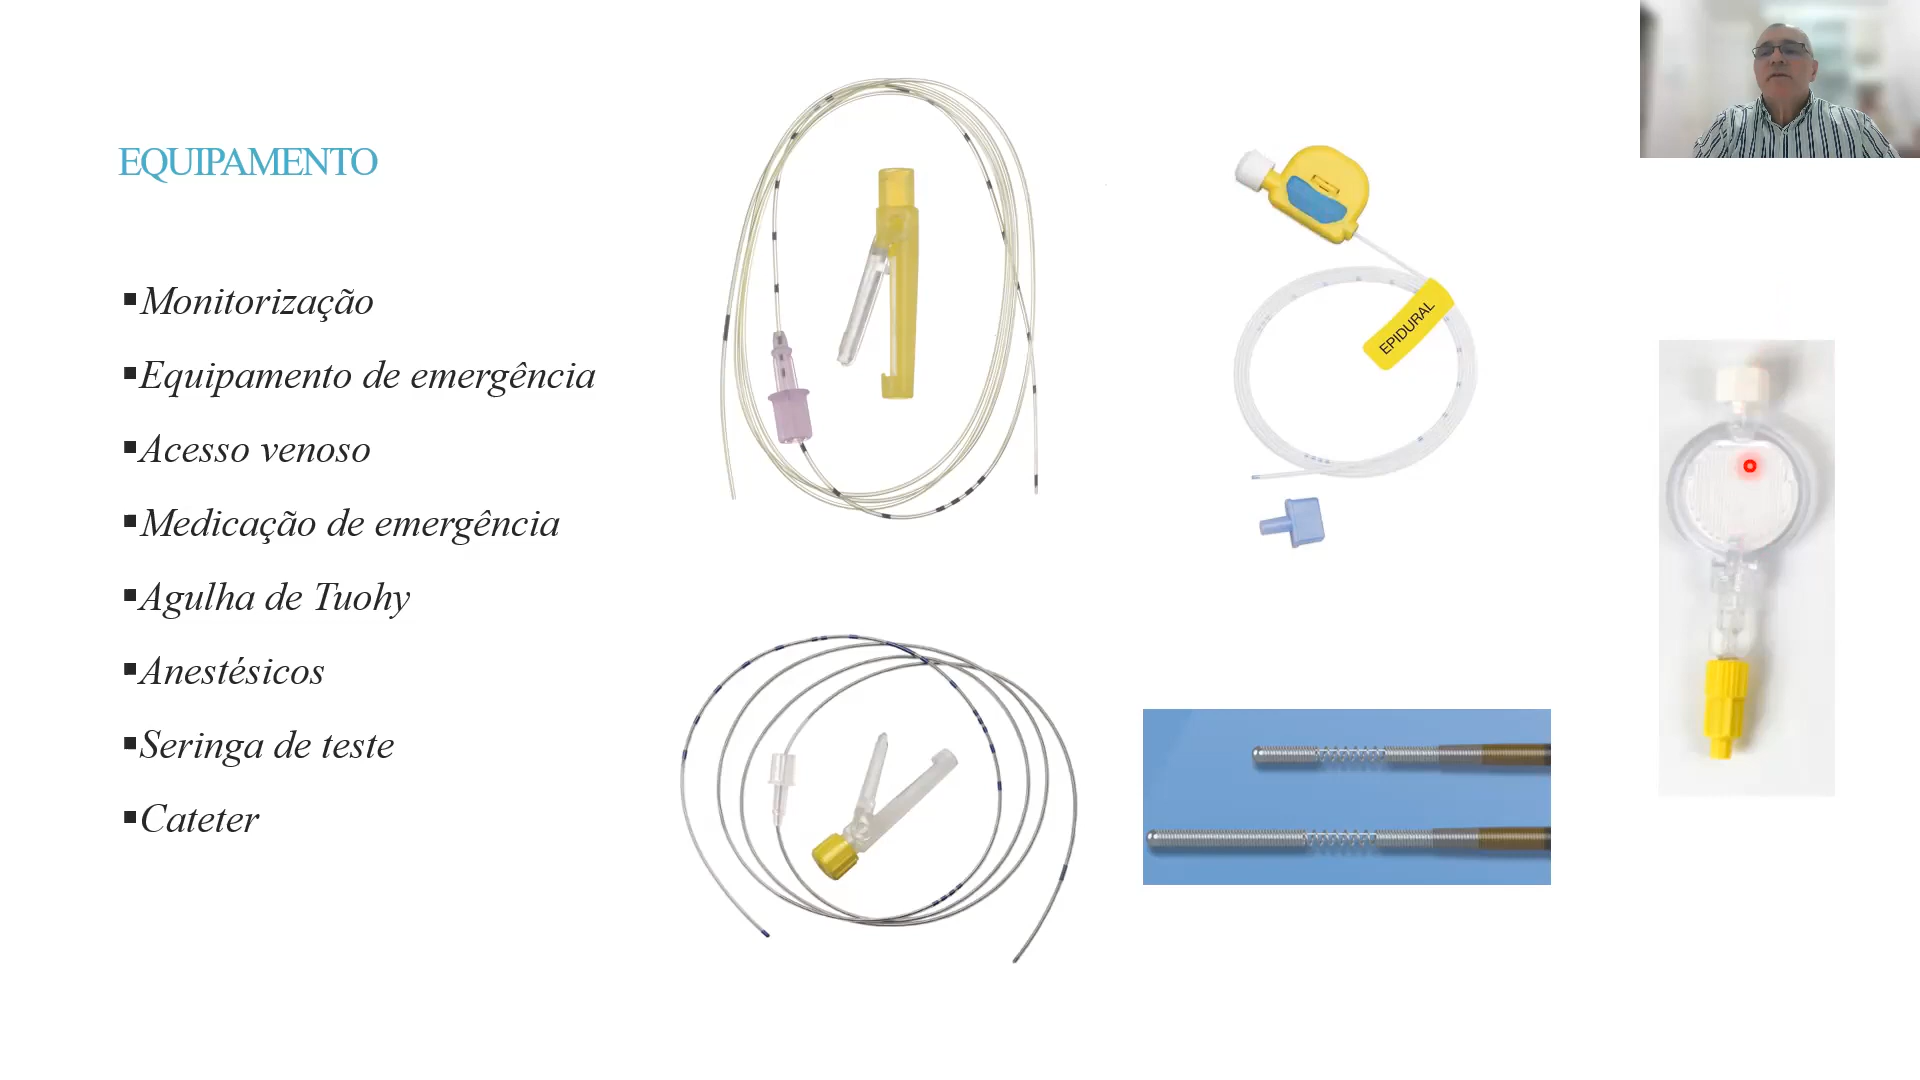 EQUIPAMENTO
▪Monitorização
▪Equipamento de emergência
▪Acesso venoso
▪Medicação de emergência
▪Agulha de Tuohy
▪Anestésicos
▪Seringa de teste
▪Cateter
EPIDURAL